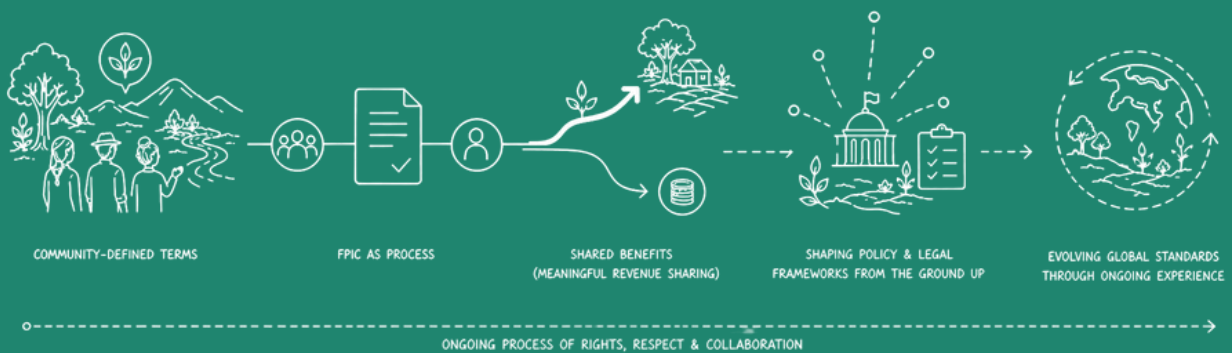 COMMUNITY-DEFINED TERMS
FPIC AS PROCESS
SHARED BENEFITS
(MEANINGFUL REVENUE SHARING)
SHAPING POLICY & LEGAL
FRAMEWORKS FROM THE GROUND UP
EVOLVING GLOBAL STANDARDS
THROUGH ONGOING EXPERIENCE
ONGOING PROCESS OF RIGHTS, RESPECT & COLLABORATION